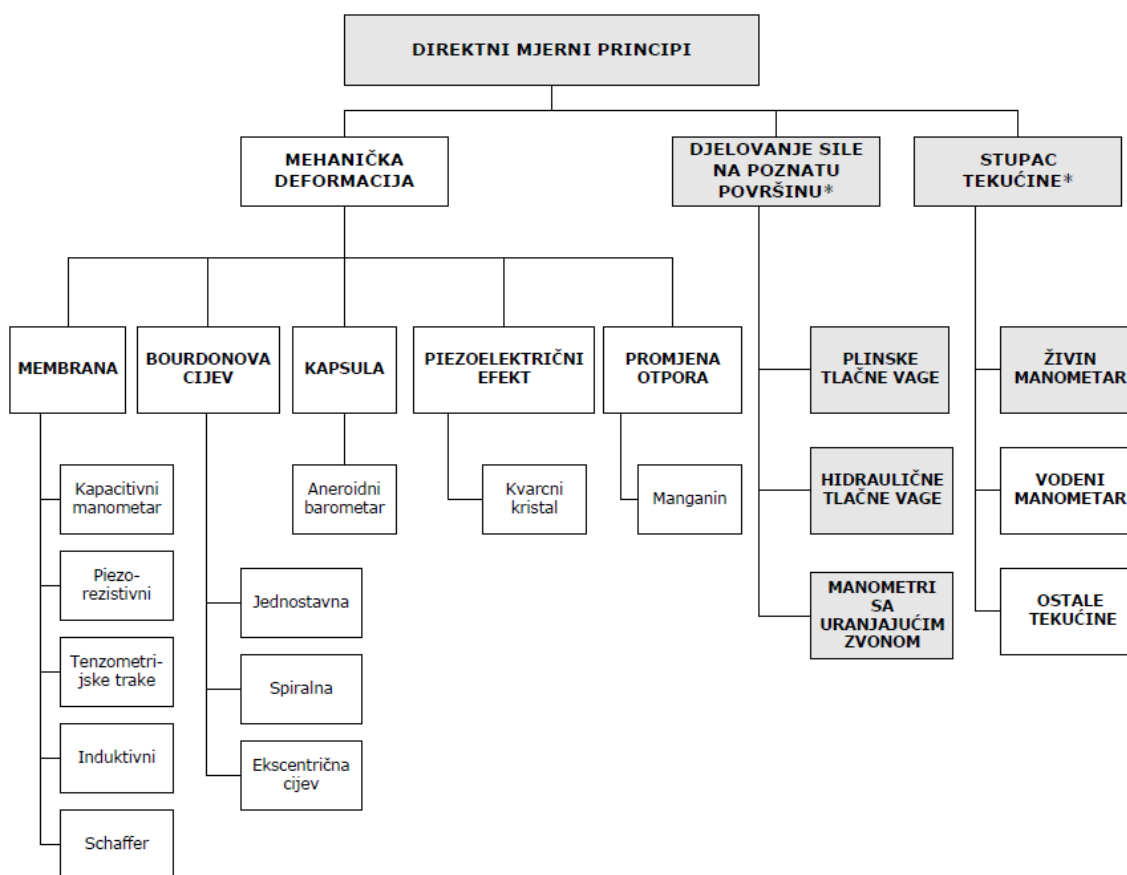 DIREKTNI MJERNI PRINCIPI
MEHANIČKA
DEFORMACIJA
DJELOVANJE SILE
NA POZNATU
POVRŠINU*
STUPAC
TEKUĆINE*
MEMBRANA
BOURDONOVA
CIJEV
KAPSULA
PIEZOELEKTRIČNI
EFEKT
PROMJENA
OTPORA
PLINSKE
TLAČNE VAGE
ŽIVIN
MANOMETAR
Kapacitivni
manometar
Aneroidni
barometar
Kvarcni
kristal
Manganin
HIDRAULIČNE
TLAČNE VAGE
VODENI
MANOMETAR
Piezo-
rezistivni
Jednostavna
MANOMETRI
SA
URANJAJUĆIM
ZVONOM
OSTALE
TEKUĆINE
Tenzometri-
jske trake
Spiralna
Induktivni
Ekscentrična
cijev
Schaffer